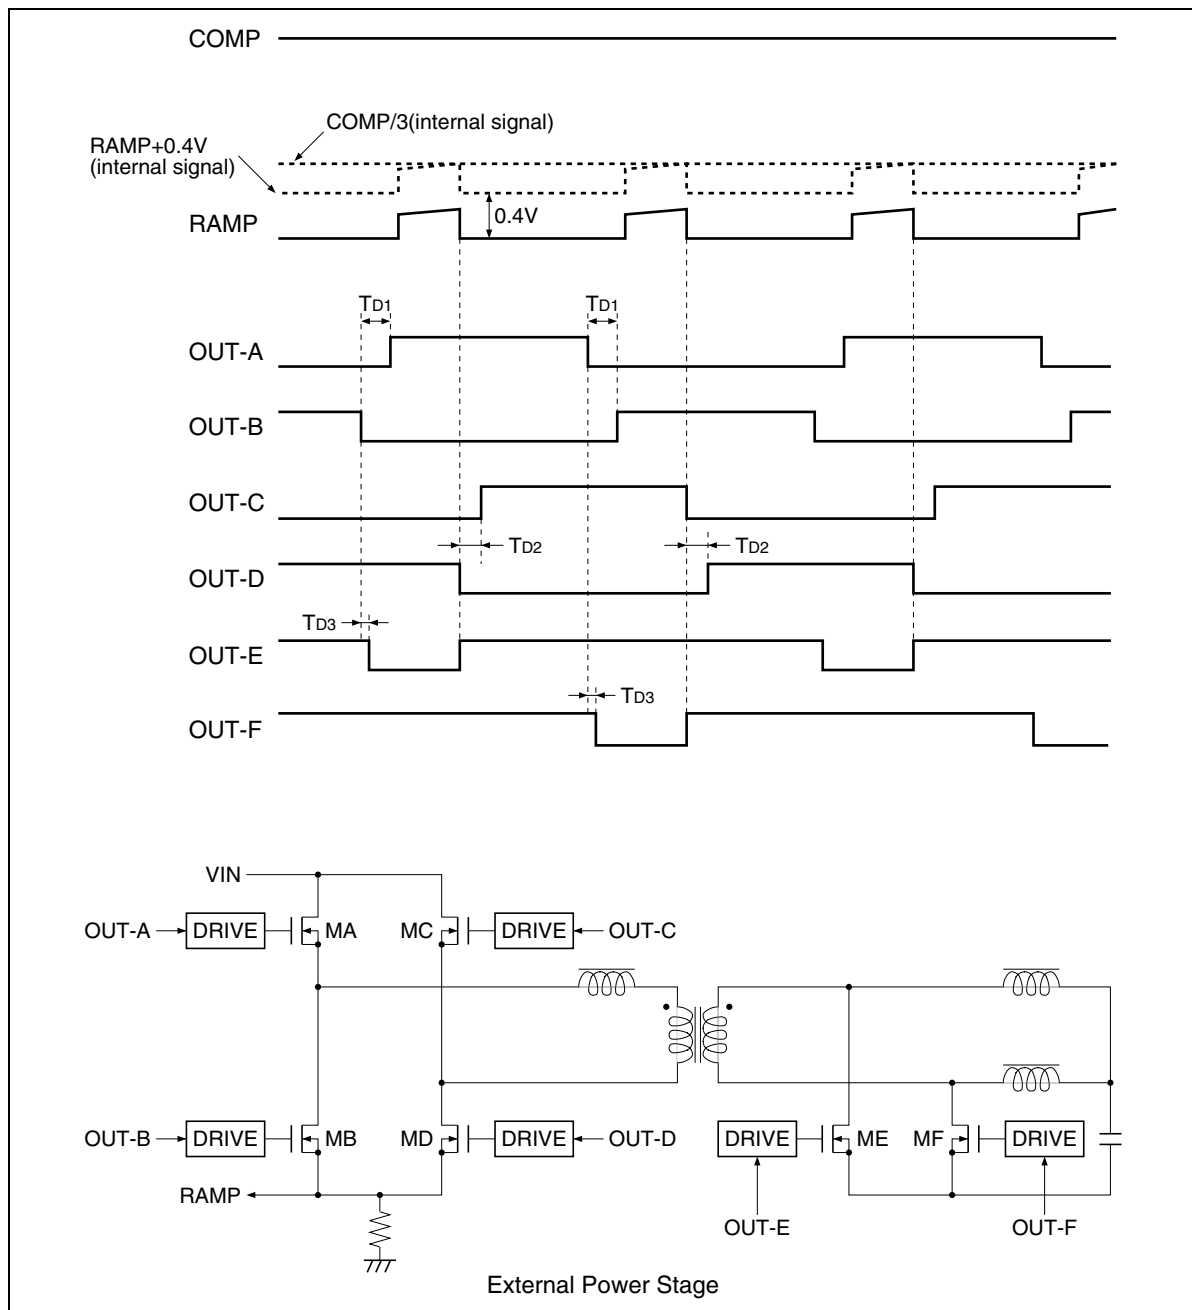 COMP
COMP/3(internal signal)
RAMP+0.4V
(internal signal)
RAMP
0.4V
TD1 TD1
OUT-A
OUT-B
OUT-C
TD2 TD2
OUT-D
TD3
OUT-E
TD3
OUT-F
VIN
OUT-A DRIVE MA MC DRIVE OUT-C
OUT-B DRIVE MB MD DRIVE OUT-D DRIVE ME MF DRIVE
RAMP
OUT-E OUT-F
External Power Stage